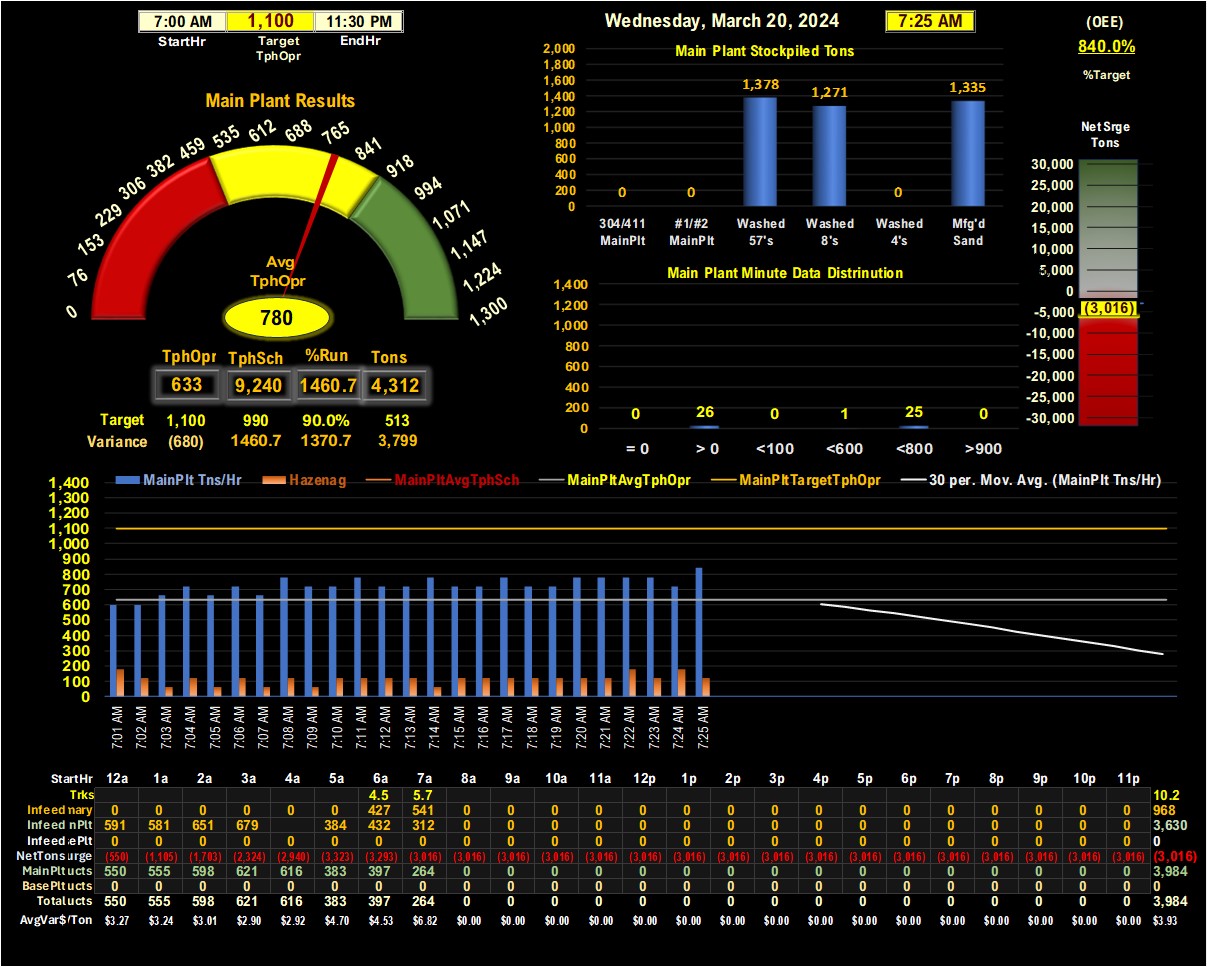 7:00 AM 1,100 11:30 PM
StartHr Target TphOpr EndHr
Wednesday, March 20, 2024 7:25 AM
(OEE)
840.0%
%Target
Main Plant Results
0 76 153 229 306 382 459 535 612 688 765 841 918 994 1,071 1,147 1,224 1,300
Avg
TphOpr
780
TphOpr TphSch %Run Tons
633 9,240 1460.7 4,312
Target 1,100 990 90.0% 513
Variance (680) 1460.7 1370.7 3,799
Main Plant Stockpiled Tons
2,000
1,800
1,600
1,400
1,200
1,000
800
600
400
200
0
0 0 1,378 1,271 0 1,335
304/411 #1/#2 Washed Washed Washed Mfg'd
MainPlt MainPlt 57's 8's 4's Sand
Main Plant Minute Data Distrinution
1,400
1,200
1,000
800
600
400
200
0
0 26 0 1 25 0
= 0 > 0 <100 <600 <800 >900
Net Srge
Tons
30,000
25,000
20,000
15,000
10,000
5,000
0
(3,016)
-5,000
-10,000
-15,000
-20,000
-25,000
-30,000
MainPlt Tns/Hr Hazenag MainPltAvgTphSch MainPltAvgTphOpr MainPltTargetTphOpr 30 per. Mov. Avg. (MainPlt Tns/Hr)
1,400
1,300
1,200
1,100
1,000
900
800
700
600
500
400
300
200
100
0
7:01 AM 7:02 AM 7:03 AM 7:04 AM 7:05 AM 7:06 AM 7:07 AM 7:08 AM 7:09 AM 7:10 AM 7:11 AM 7:12 AM 7:13 AM 7:14 AM 7:15 AM 7:16 AM 7:17 AM 7:18 AM 7:19 AM 7:20 AM 7:21 AM 7:22 AM 7:23 AM 7:24 AM 7:25 AM
StartHr 12a 1a 2a 3a 4a 5a 6a 7a 8a 9a 10a 11a 12p 1p 2p 3p 4p 5p 6p 7p 8p 9p 10p 11p
Trks 4.5 5.7 10.2
Infeed nary 0 0 0 0 0 0 427 541 0 0 0 0 0 0 0 0 0 0 0 0 0 0 0 0 968
Infeed nPlt 591 581 651 679 384 432 312 0 0 0 0 0 0 0 0 0 0 0 0 0 0 0 0 3,630
Infeed ePlt 0 0 0 0 0 0 0 0 0 0 0 0 0 0 0 0 0 0 0 0 0 0 0 0
NetTons urge (550) (1,105) (1,703) (2,324) (2,940) (3,323) (3,293) (3,016) (3,016) (3,016) (3,016) (3,016) (3,016) (3,016) (3,016) (3,016) (3,016) (3,016) (3,016) (3,016) (3,016) (3,016) (3,016) (3,016) (3,016)
MainPlt ucts 550 555 598 621 616 383 397 264 0 0 0 0 0 0 0 0 0 0 0 0 0 0 0 0 3,984
BasePlt ucts 0 0 0 0 0 0 0 0 0 0 0 0 0 0 0 0 0 0 0 0 0 0 0 0 0
Total ucts 550 555 598 621 616 383 397 264 0 0 0 0 0 0 0 0 0 0 0 0 0 0 0 0 3,984
AvgVar$/Ton $3.27 $3.24 $3.01 $2.90 $2.92 $4.70 $4.53 $6.82 $0.00 $0.00 $0.00 $0.00 $0.00 $0.00 $0.00 $0.00 $0.00 $0.00 $0.00 $0.00 $0.00 $0.00 $0.00 $0.00 $3.93